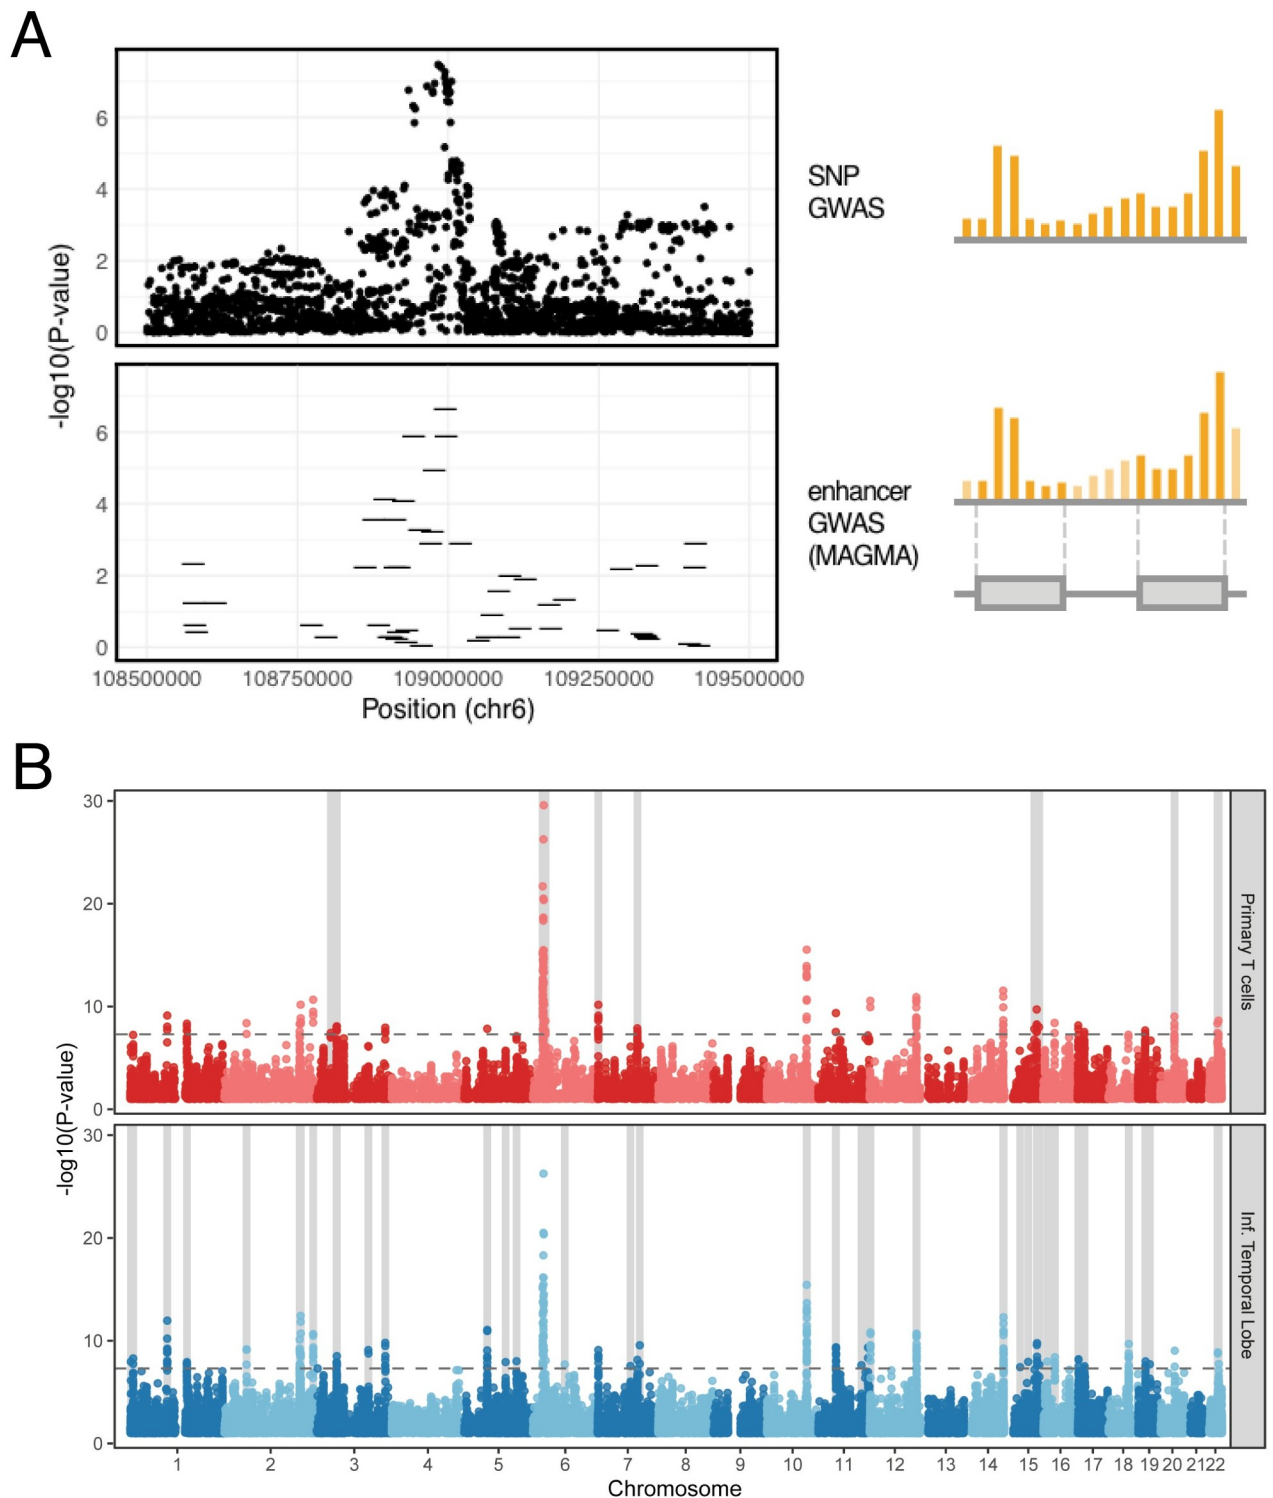 A
-log10(P-value)
6
4
2
0
6
4
2
0
108500000 108750000 109000000 109250000 109500000
Position (chr6)
SNP
GWAS
enhancer
GWAS
(MAGMA)
B
-log10(P-value)
30
20
10
0
Primary T cells
30
20
10
0
Inf. Temporal Lobe
1 2 3 4 5 6 7 8 9 10 11 12 13 14 15 16 17 18 19 20 21 22
Chromosome